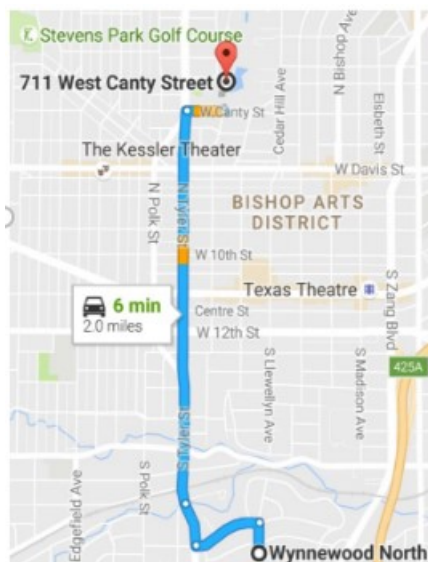 Stevens Park Golf Course
711 West Canty Street
W Canty St
Cedar Hill Ave
N Bishop Ave
Elsbeth St
The Kessler Theater
W Davis St
N Polk St
N Tyler St
BISHOP ARTS
DISTRICT
W 10th St
Texas Theatre
S Zang Blvd
6 min
2.0 miles
Centre St
W 12th St
S Llewellyn Ave
S Madison Ave
425A
S Tyler St
S Polk St
Edgefield Ave
Wynnewood North